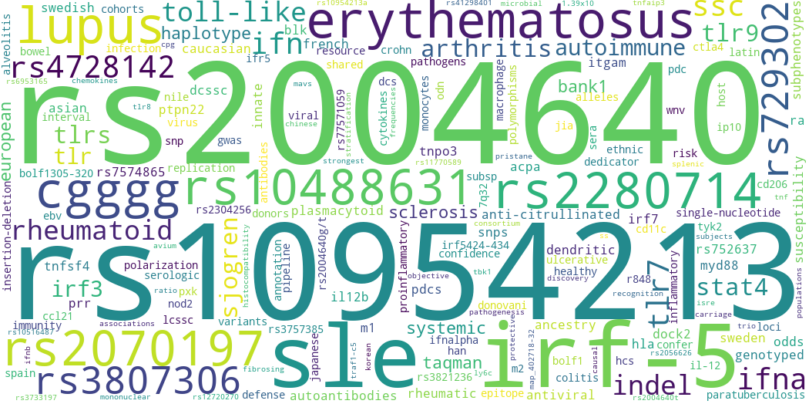 rs10954213a rs41298401 microbial 1.39x10 tnfaip3
swedish cohorts toll-like erythematosus ssc
lupus haplotype ifn blk french resource crohn arthritis autoimmune tlr9 rs729302
alveolitis bowel infection cpg caucasian ifr5 shared pathogens itgam ctla4 latin subphenotypes
rs4728142 rs6953165 chemokines
rs2004640
dcssc tlr8 mavs dcs monocytes macrophage odn bank1 pdc host
asian nile innate rs77571059 viral cytokines frequencies polymorphisms alleles wnv
european interval ptpn22 virus chinese jia sera ethnic ip10 ra
tlrs snp gwas tnpo3 dedicator risk
tlr rs7574865 replication antibodies strongest rs11770589 acpa pristane splenic
bolf1305-320 cggggg rs10488631 subsp 7q32 rs2280714 cd206 tnf susceptibility
insertion-deletion ebv rs2304256 donors plasmacytoid sclerosis anti-citrullinated irf7 cd11c single-nucleotide
rheumatoid consortium snps tyk2 subjects
rs10954213
avium tnfsf4 polarization sjogren histocompatibility annotation pipeline rs2004640g/t proinflammatory irf5424-434 confidence dendritic ulcerative healthy tlr7 inflammatory rs752637 myd88 populations
irf3 serologic pxk il12b pdcs objective tbk1 discovery r848 recognition stat4
prr ratio nod2 pathogenesis carriage isre
ccl21 lcssc variants m1 systemic donovani ancestry dock2 trio loci
immunity associations rs3757385 japanese ifnalpha protective hla confer sweden odds
rs10516487 rs2070197 sle irf-5
ifnb traf1-c5 korean han bolf1 causal hcs rs2056626 il-12 genotyped
spain rs3807306 fibrosing taqman m2 map_402718-32 colitis indel ifna
rs3821236 ly6c
rs3733197 mononuclear rs12720270 defense autoantibodies rheumatic epitope antiviral rs2004640t paratuberculosis